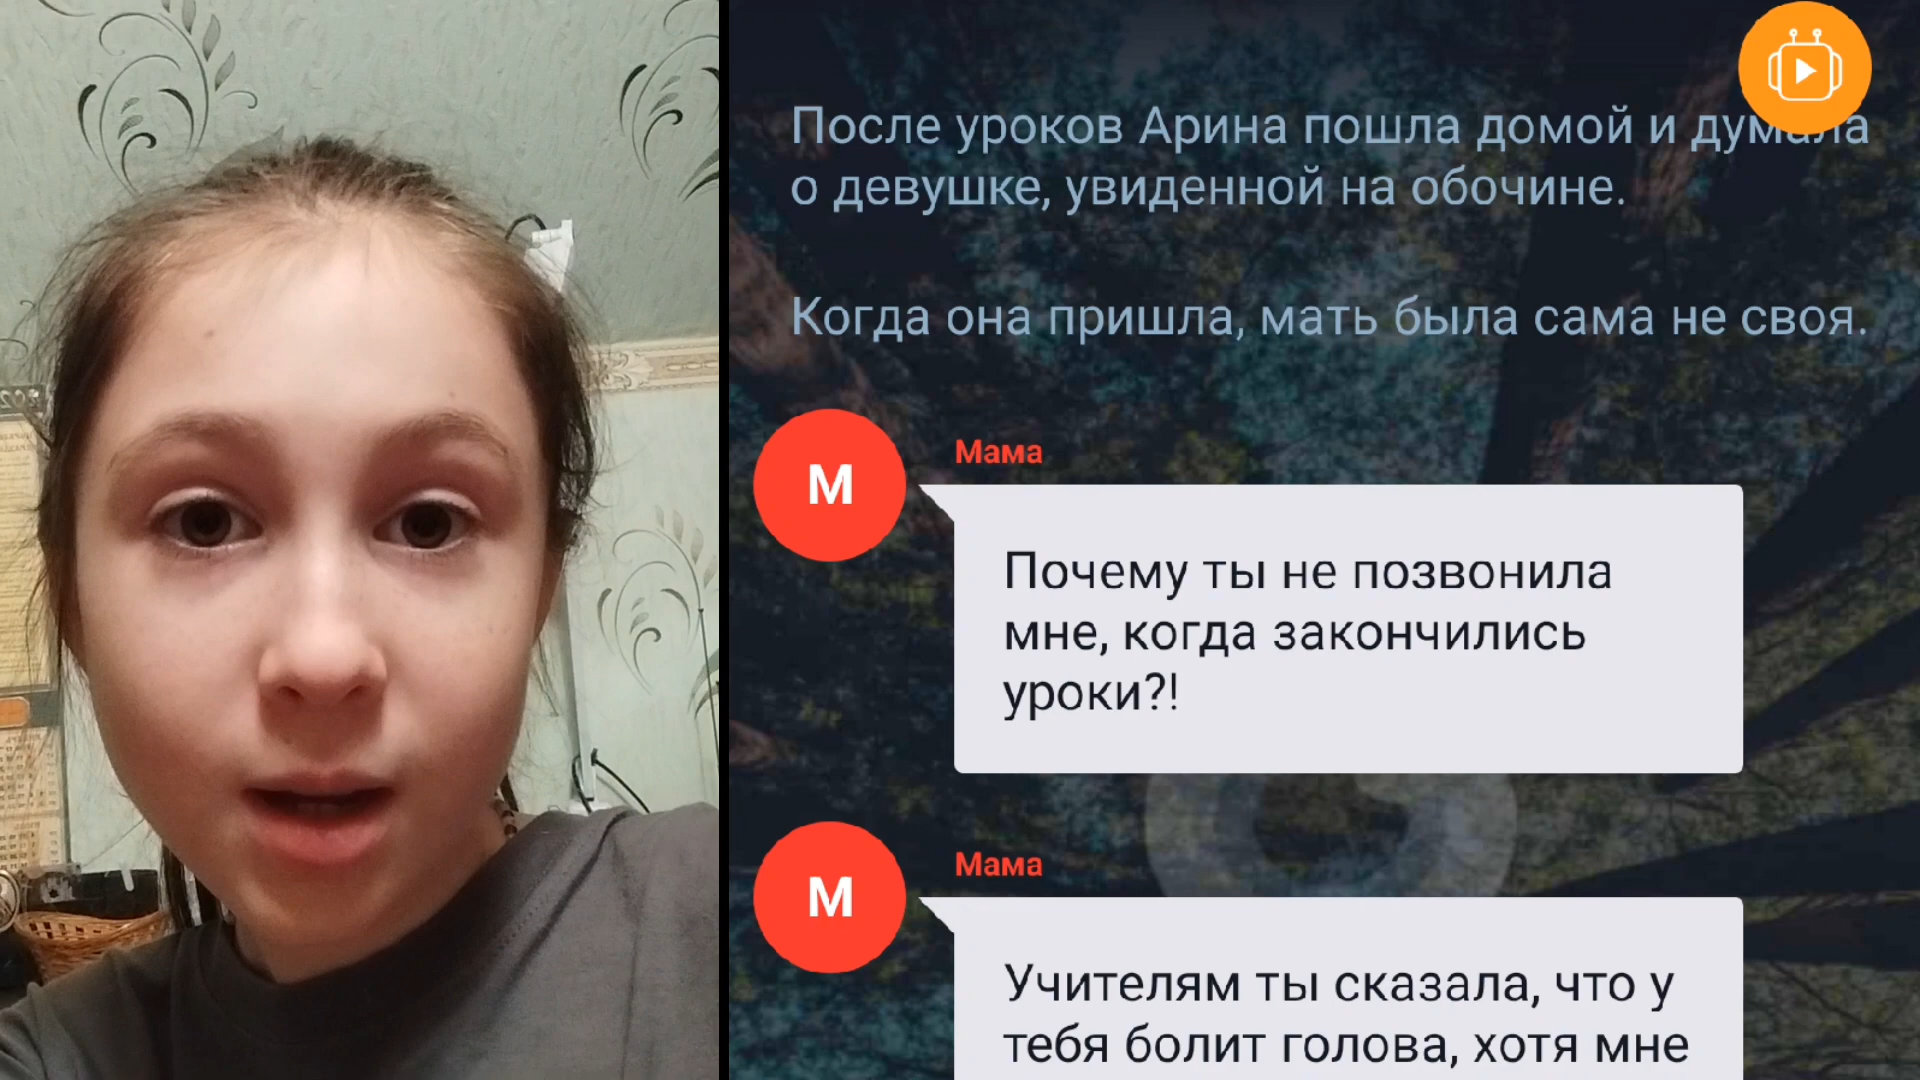 После уроков Арина пошла домой и думала
о девушке, увиденной на обочине.
Когда она пришла, мать была сама не своя.
М
Мама
Почему ты не позвонила
мне, когда закончились
уроки?!
М
Мама
Учителям ты сказала, что у
тебя болит голова, хотя мне